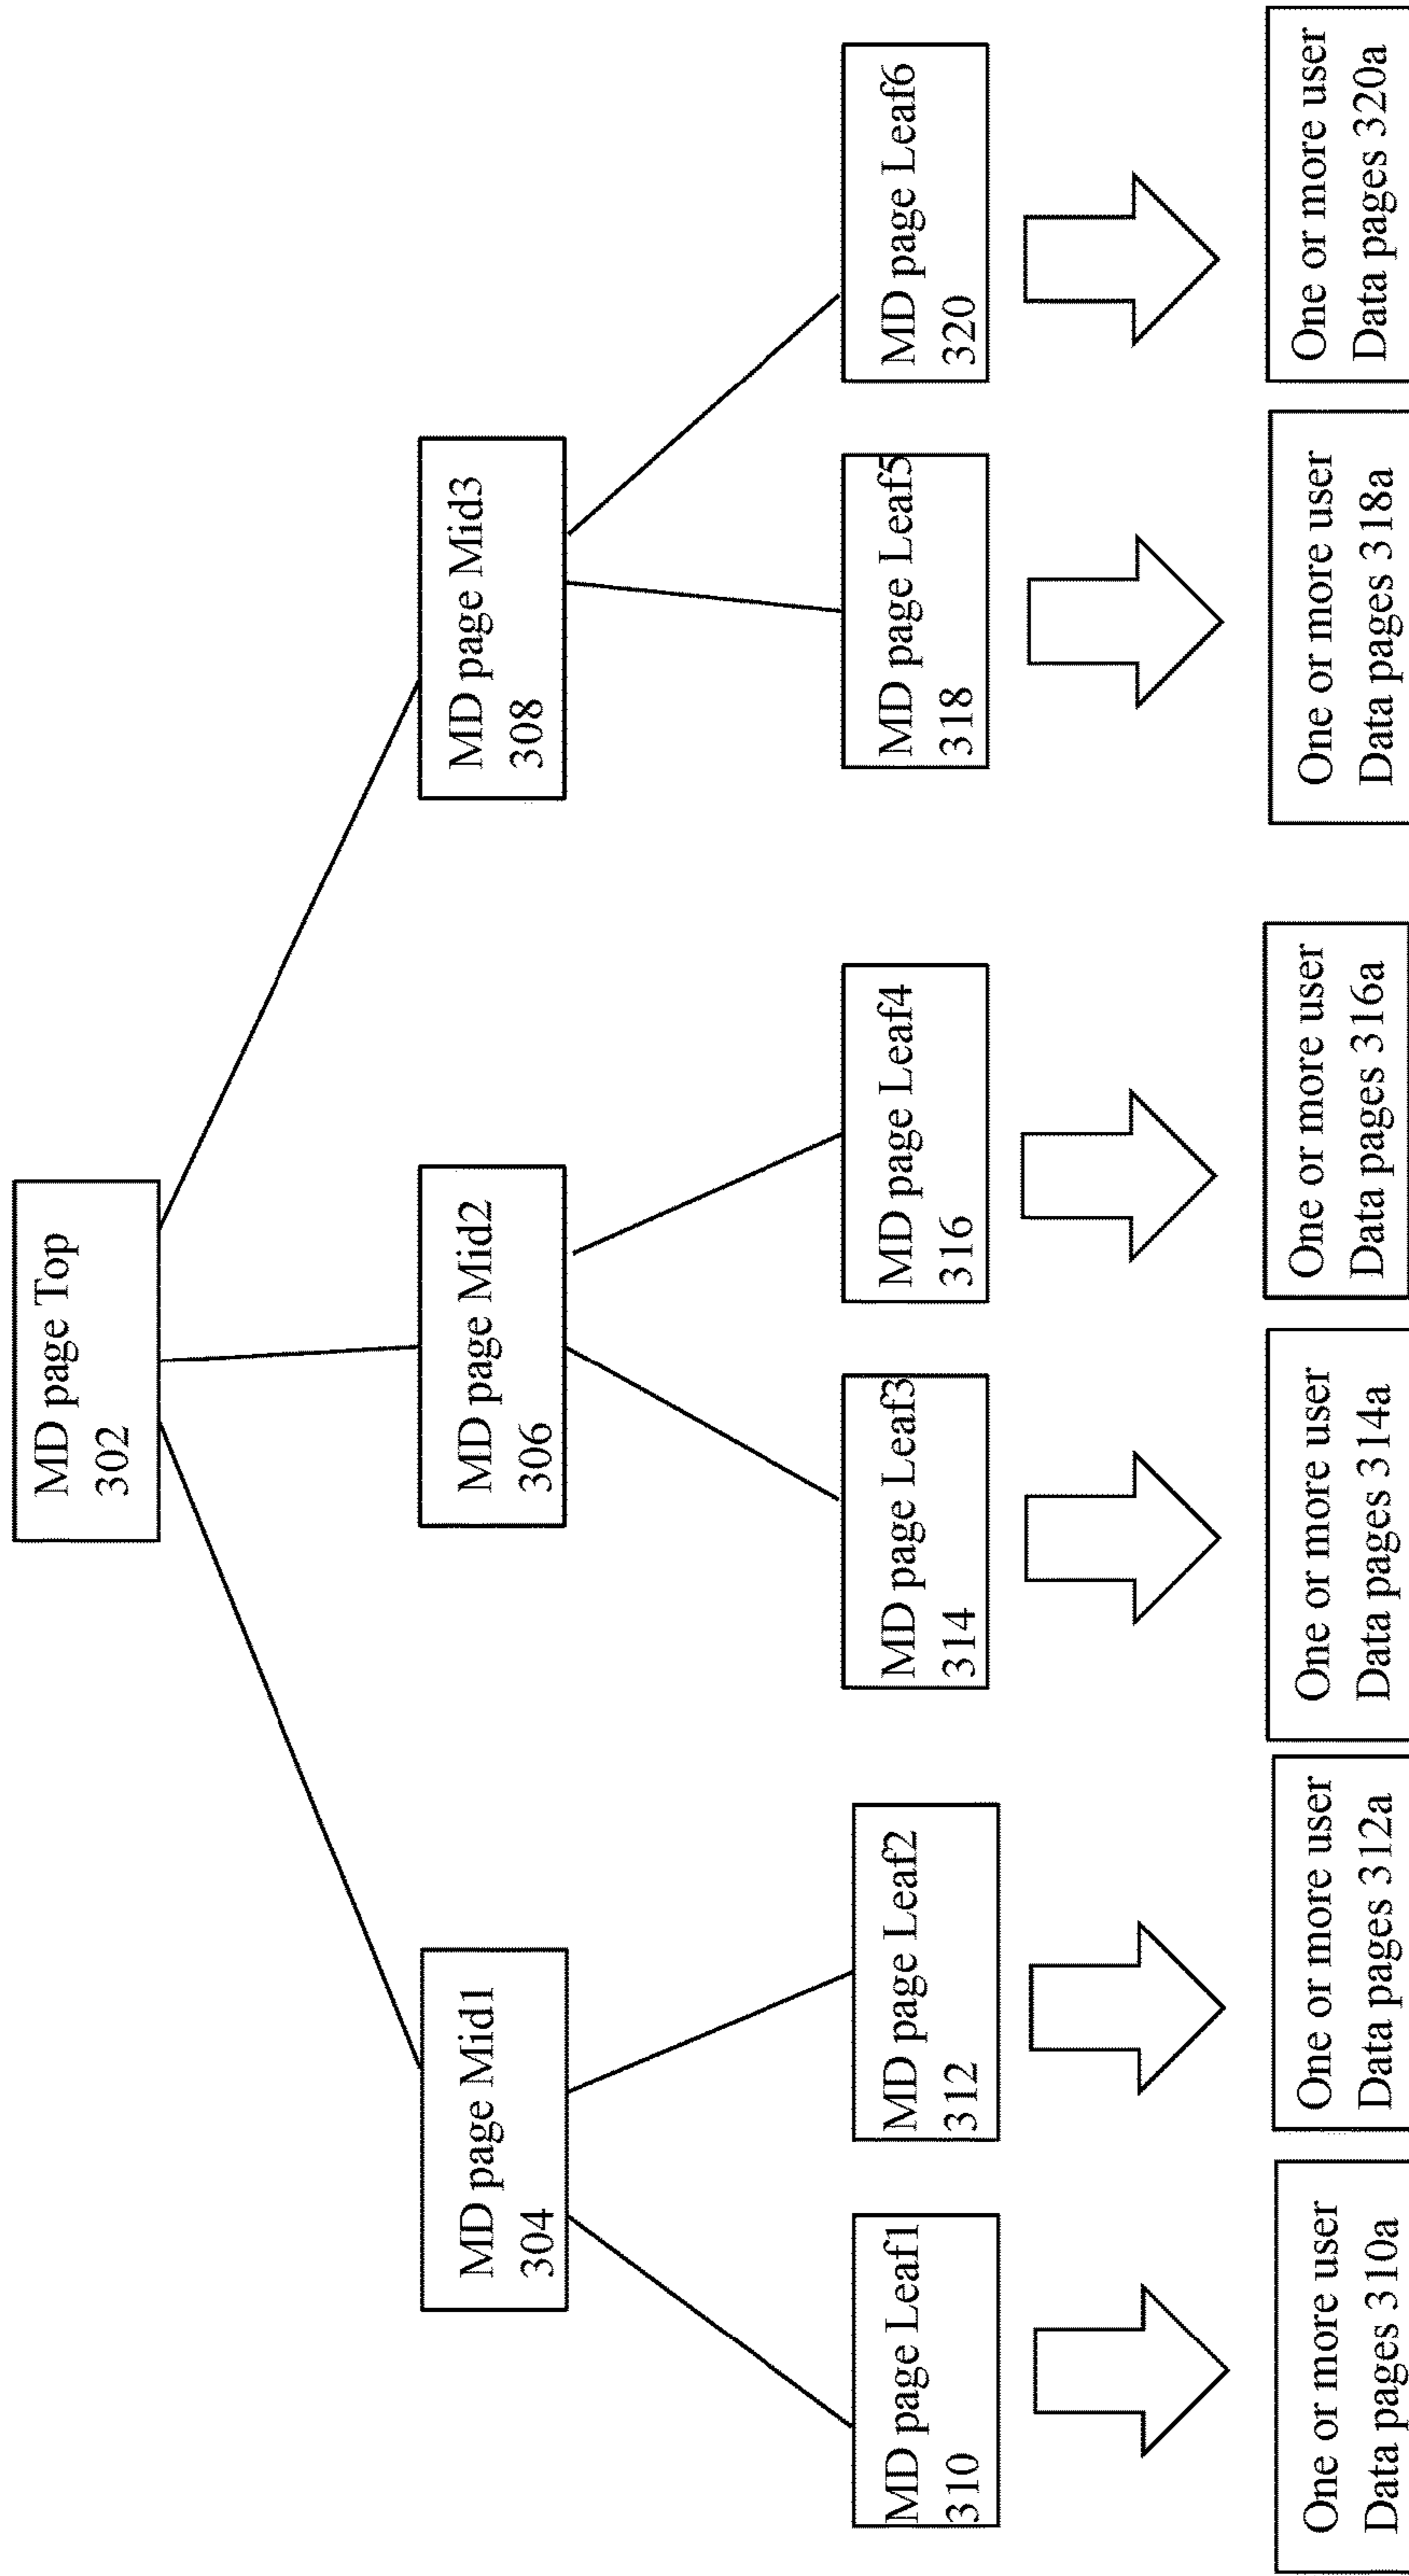 MD page Top
302
MD page Mid1
304
MD page Mid2
306
MD page Mid3
308
MD page Leaf1
310
MD page Leaf2
312
MD page Leaf3
314
MD page Leaf4
316
MD page Leaf5
318
MD page Leaf6
320
One or more user
Data pages 310a
One or more user
Data pages 312a
One or more user
Data pages 314a
One or more user
Data pages 316a
One or more user
Data pages 318a
One or more user
Data pages 320a